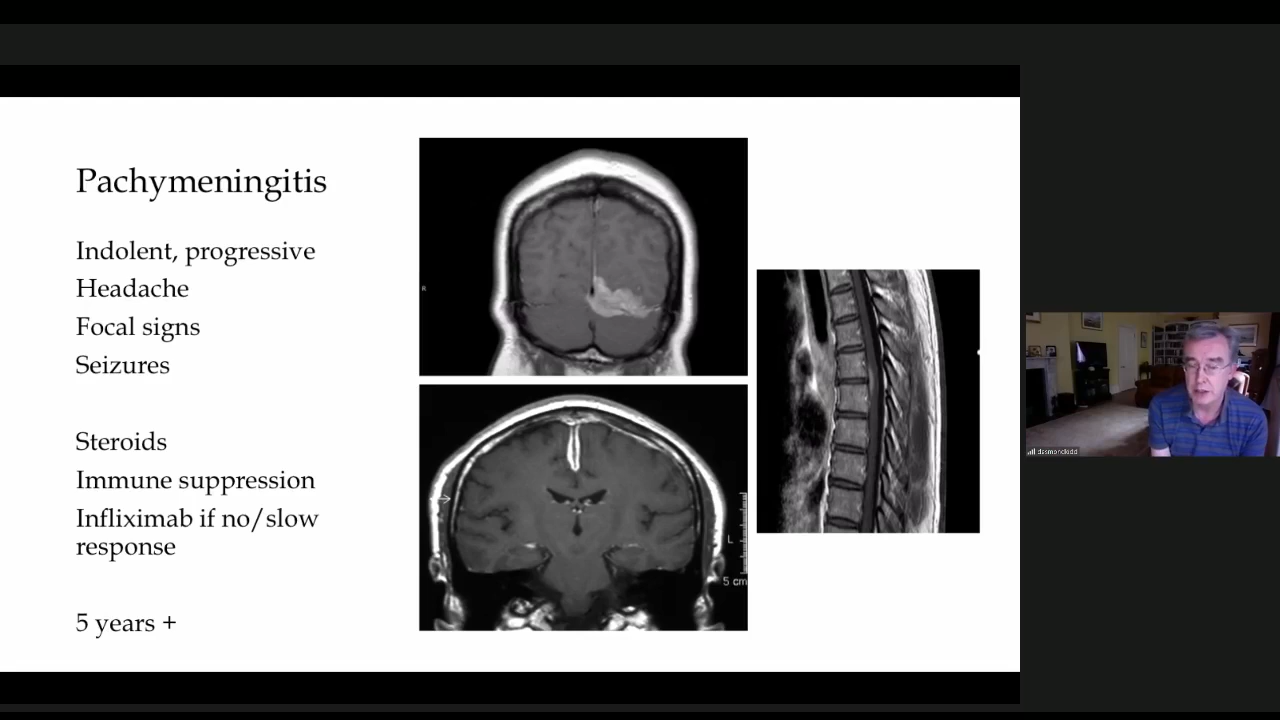 Pachymeningitis
Indolent, progressive
Headache
Focal signs
Seizures
Steroids
Immune suppression
Infliximab if no/slow
response
5 years +
R
L
5 cm
desmondkidd